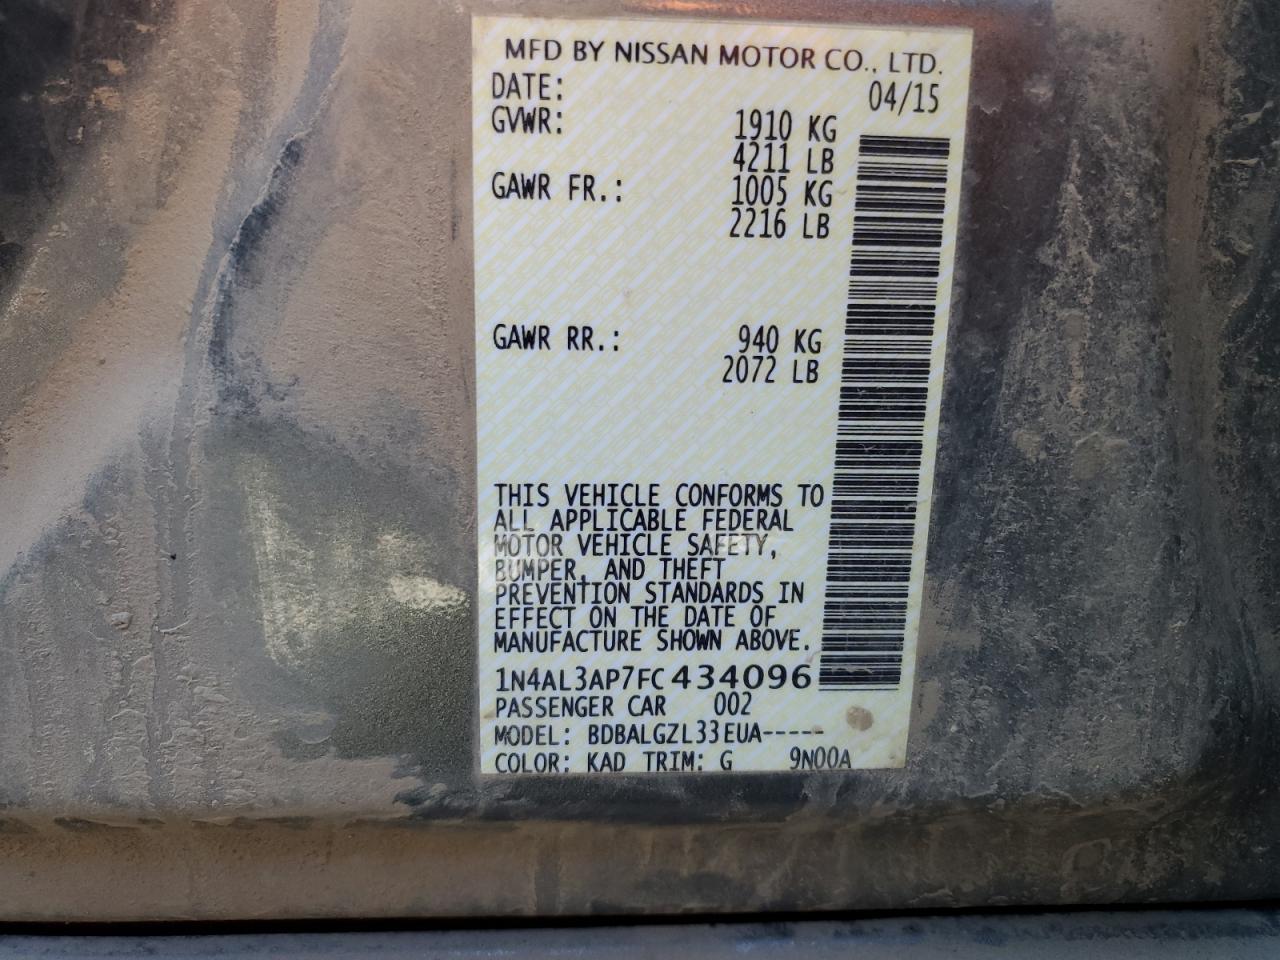 MFD BY NISSAN MOTOR CO., LTD.
DATE: 04/15
GVWR: 1910 KG
4211 LB
GAWR FR.: 1005 KG
2216 LB
GAWR RR.: 940 KG
2072 LB
THIS VEHICLE CONFORMS TO
ALL APPLICABLE FEDERAL
MOTOR VEHICLE SAFETY,
BUMPER, AND THEFT
PREVENTION STANDARDS IN
EFFECT ON THE DATE OF
MANUFACTURE SHOWN ABOVE.
1N4AL3AP7FC434096
PASSENGER CAR 002
MODEL: BDBALGZL33EUA-----
COLOR: KAD TRIM: G 9N00A